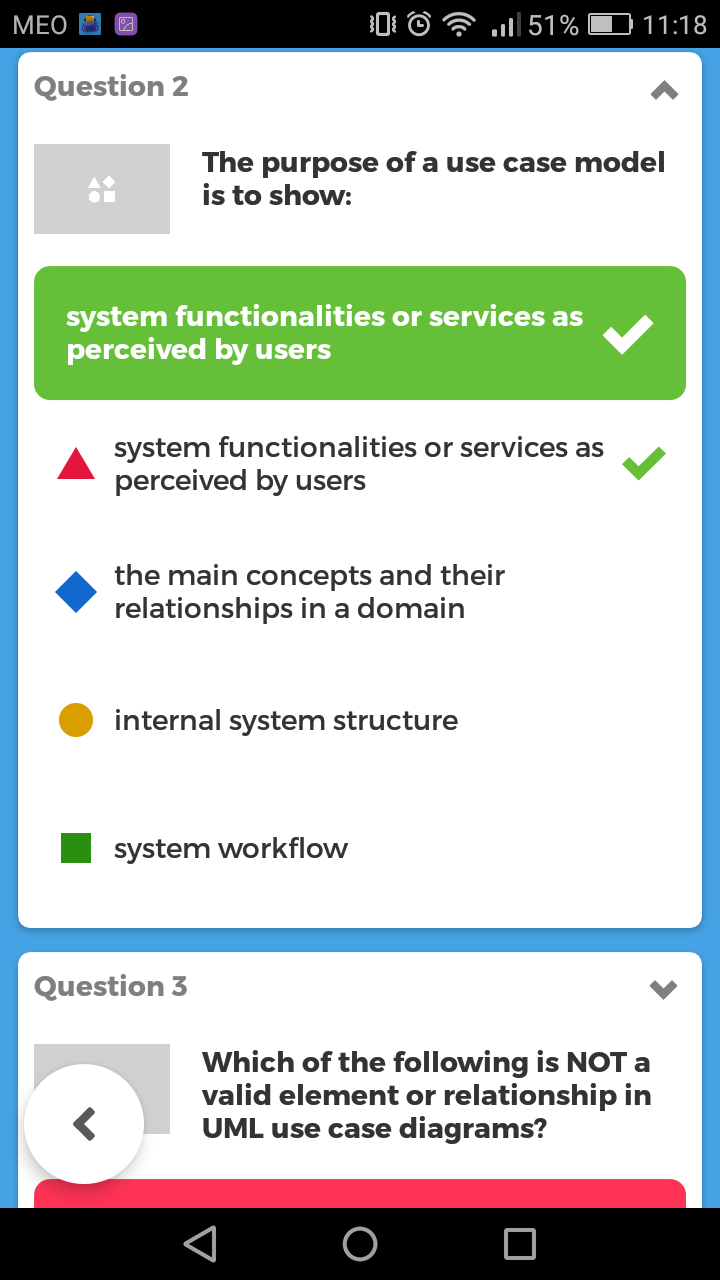 MEO 51% 11:18
Question 2
The purpose of a use case model
is to show:
system functionalities or services as
perceived by users
system functionalities or services as
perceived by users
the main concepts and their
relationships in a domain
internal system structure
system workflow
Question 3
Which of the following is NOT a
valid element or relationship in
UML use case diagrams?